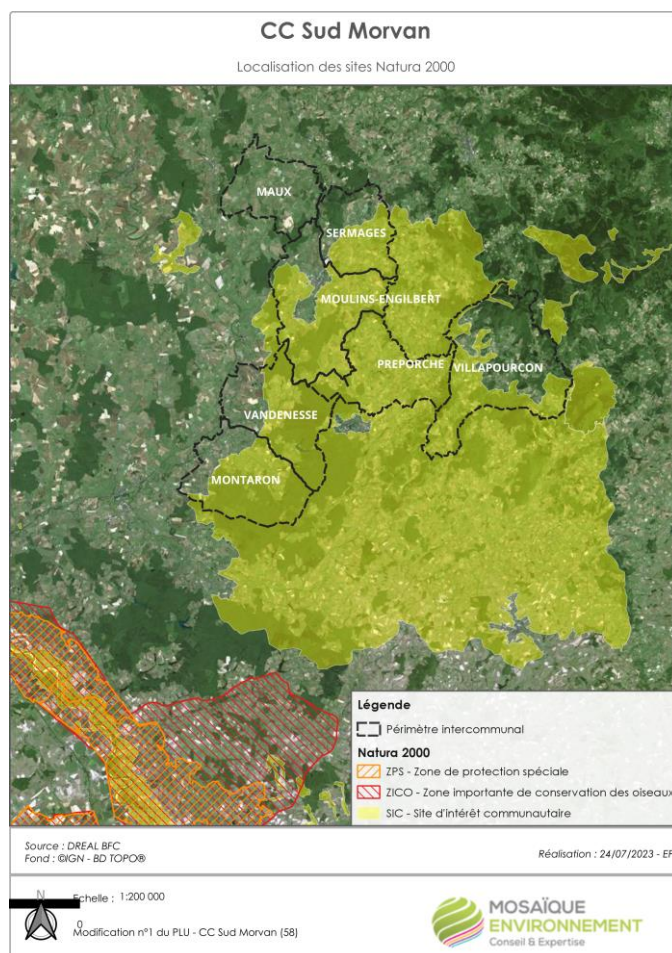 CC Sud Morvan
Localisation des sites Natura 2000
MAUX
SERMAGES
MOULINS-ENGILBERT
PREPORCHE
VILLAPOURCON
VANDENESSE
MONTARON
Légende
Périmètre intercommunal
Natura 2000
ZPS - Zone de protection spéciale
ZICO - Zone importante de conservation des oiseaux
SIC - Site d'intérêt communautaire
Source : DREAL BFC
Fond : ©IGN - BD TOPO®
Réalisation : 24/07/2023 - EF
N
Echelle : 1:200 000
0
Modification n°1 du PLU - CC Sud Morvan (58)
MOSAÏQUE
ENVIRONNEMENT
Conseil & Expertise